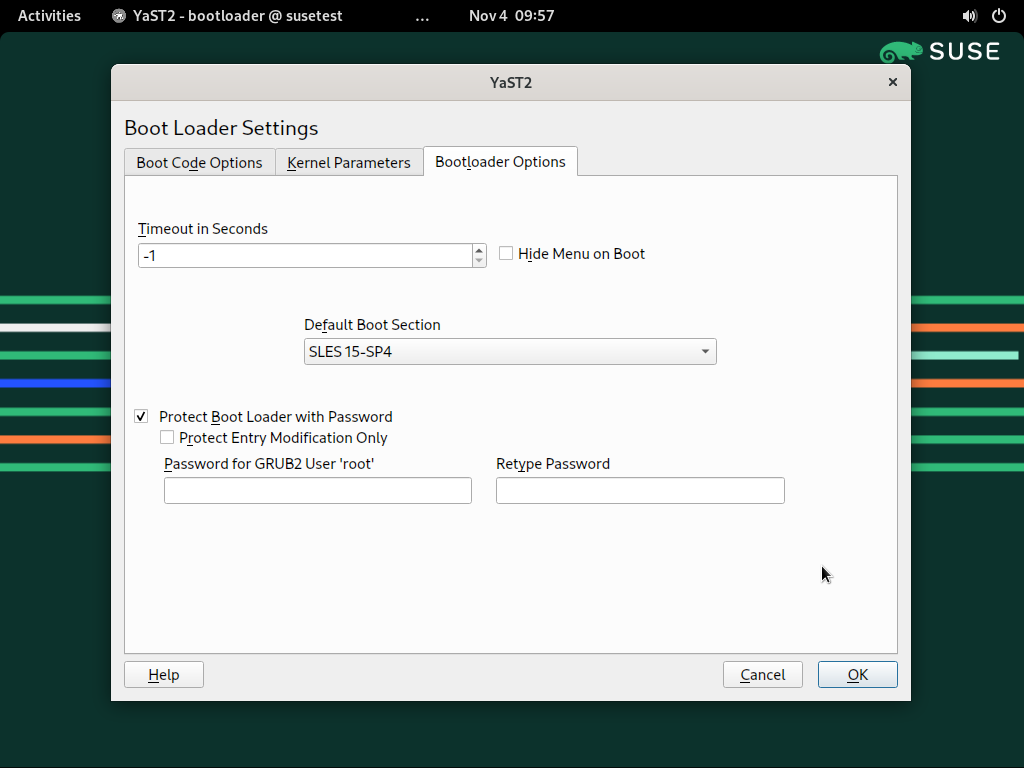 Activities YaST2 - bootloader @ susetest ... Nov 4 09:57
SUSE
YaST2
Boot Loader Settings
Boot Code Options Kernel Parameters Bootloader Options
Timeout in Seconds
-1 Hide Menu on Boot
Default Boot Section
SLES 15-SP4
Protect Boot Loader with Password
Protect Entry Modification Only
Password for GRUB2 User 'root' Retype Password
Help Cancel OK